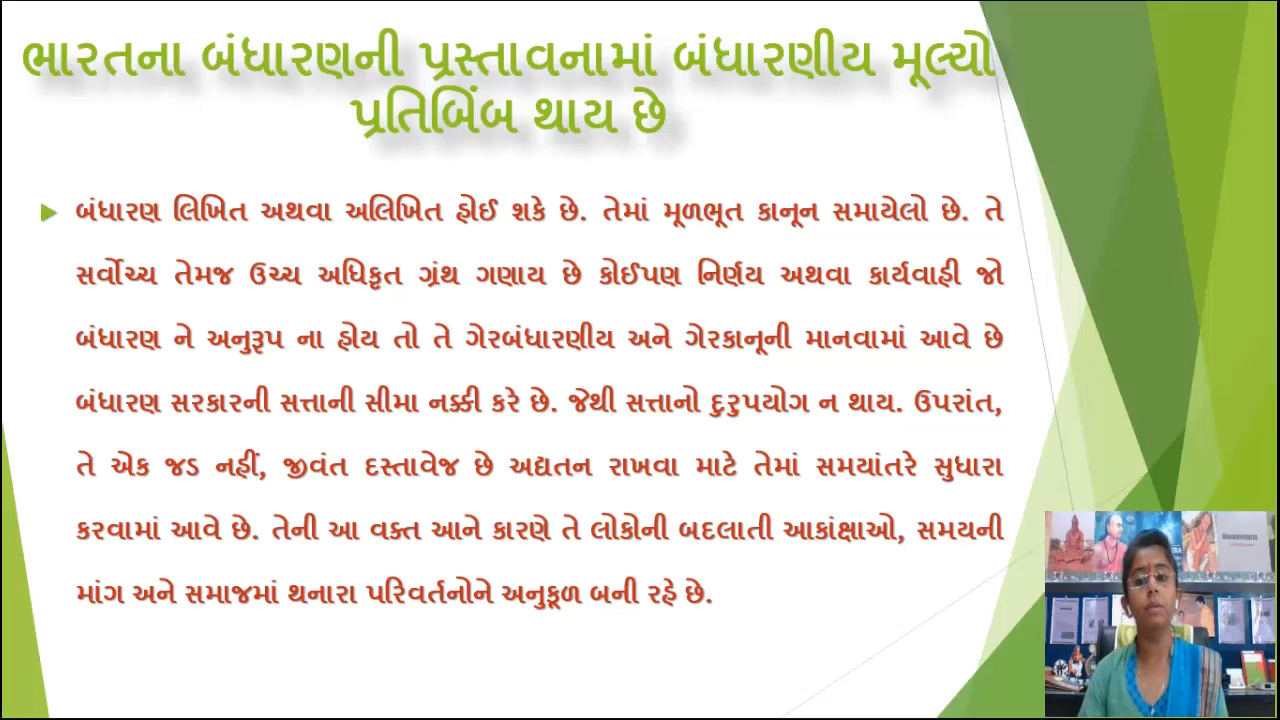 ભારતના બંધારણની પ્રસ્તાવનામાં બંધારણીય મૂલ્યો
પ્રતિબિંબ થાય છે
બંધારણ લિખિત અથવા અલિખિત હોઈ શકે છે. તેમાં મૂળભૂત કાનૂન સમાયેલો છે. તે
સર્વોચ્ચ તેમજ ઉચ્ચ અધિકૃત ગ્રંથ ગણાય છે કોઈપણ નિર્ણય અથવા કાર્યવાહી જો
બંધારણ ને અનુરૂપ ના હોય તો તે ગેરબંધારણીય અને ગેરકાનૂની માનવામાં આવે છે
બંધારણ સરકારની સત્તાની સીમા નક્કી કરે છે. જેથી સત્તાનો દુરુપયોગ ન થાય. ઉપરાંત,
તે એક જડ નહીં, જીવંત દસ્તાવેજ છે અદ્યતન રાખવા માટે તેમાં સમયાંતરે સુધારા
કરવામાં આવે છે. તેની આ વક્ત આને કારણે તે લોકોની બદલાતી આકાંક્ષાઓ, સમયની
માંગ અને સમાજમાં થનારા પરિવર્તનોને અનુકૂળ બની રહે છે.